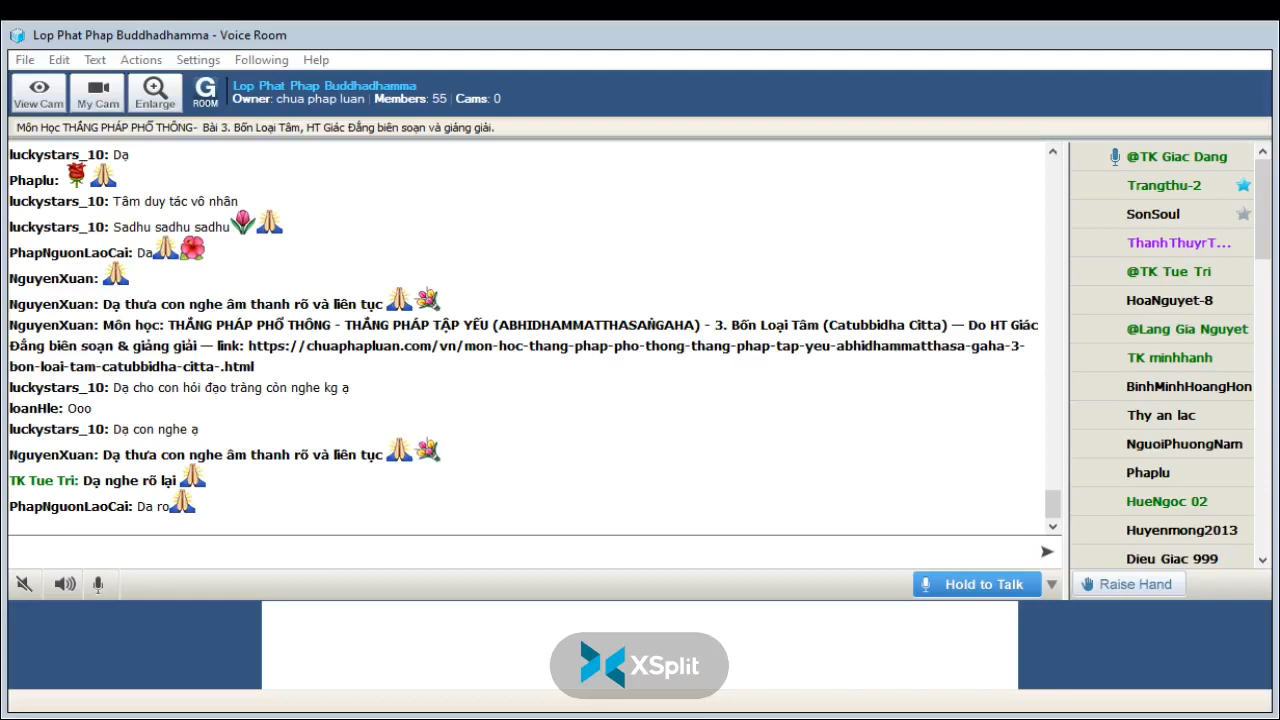 Lop Phat Phap Buddhadhamma - Voice Room
File Edit Text Actions Settings Following Help
View Cam
My Cam
Enlarge
G
ROOM
Lop Phat Phap Buddhadhamma
Owner: chua phap luan | Members: 55 | Cams: 0
Môn Học THẮNG PHÁP PHỔ THÔNG- Bài 3. Bốn Loại Tâm, HT Giác Đẳng biên soạn và giảng giải.
luckystars_10: Dạ
Phaplu:
luckystars_10: Tâm duy tác vô nhân
luckystars_10: Sadhu sadhu sadhu
PhapNguonLaoCai: Da
NguyenXuan:
NguyenXuan: Dạ thưa con nghe âm thanh rõ và liên tục
NguyenXuan: Môn học: THẮNG PHÁP PHỔ THÔNG - THẮNG PHÁP TẬP YẾU (ABHIDHAMMATTHASAṄGAHA) - 3. Bốn Loại Tâm (Catubbidha Citta) — Do HT Giác
Đẳng biên soạn & giảng giải — link: https://chuaphapluan.com/vn/mon-hoc-thang-phap-pho-thong-thang-phap-tap-yeu-abhidhammatthasa-gaha-3-
bon-loai-tam-catubbidha-citta-.html
luckystars_10: Dạ cho con hỏi đạo tràng còn nghe kg ạ
loanHle: Ooo
luckystars_10: Dạ con nghe ạ
NguyenXuan: Dạ thưa con nghe âm thanh rõ và liên tục
TK Tue Tri: Dạ nghe rõ lại
PhapNguonLaoCai: Da ro
@TK Giac Dang
Trangthu-2
SonSoul
ThanhThuyrT...
@TK Tue Tri
HoaNguyet-8
@Lang Gia Nguyet
TK minhhanh
BinhMinhHoangHon
Thy an lac
NguoiPhuongNam
Phaplu
HueNgoc 02
Huyenmong2013
Dieu Giac 999
Hold to Talk
Raise Hand
XSplit